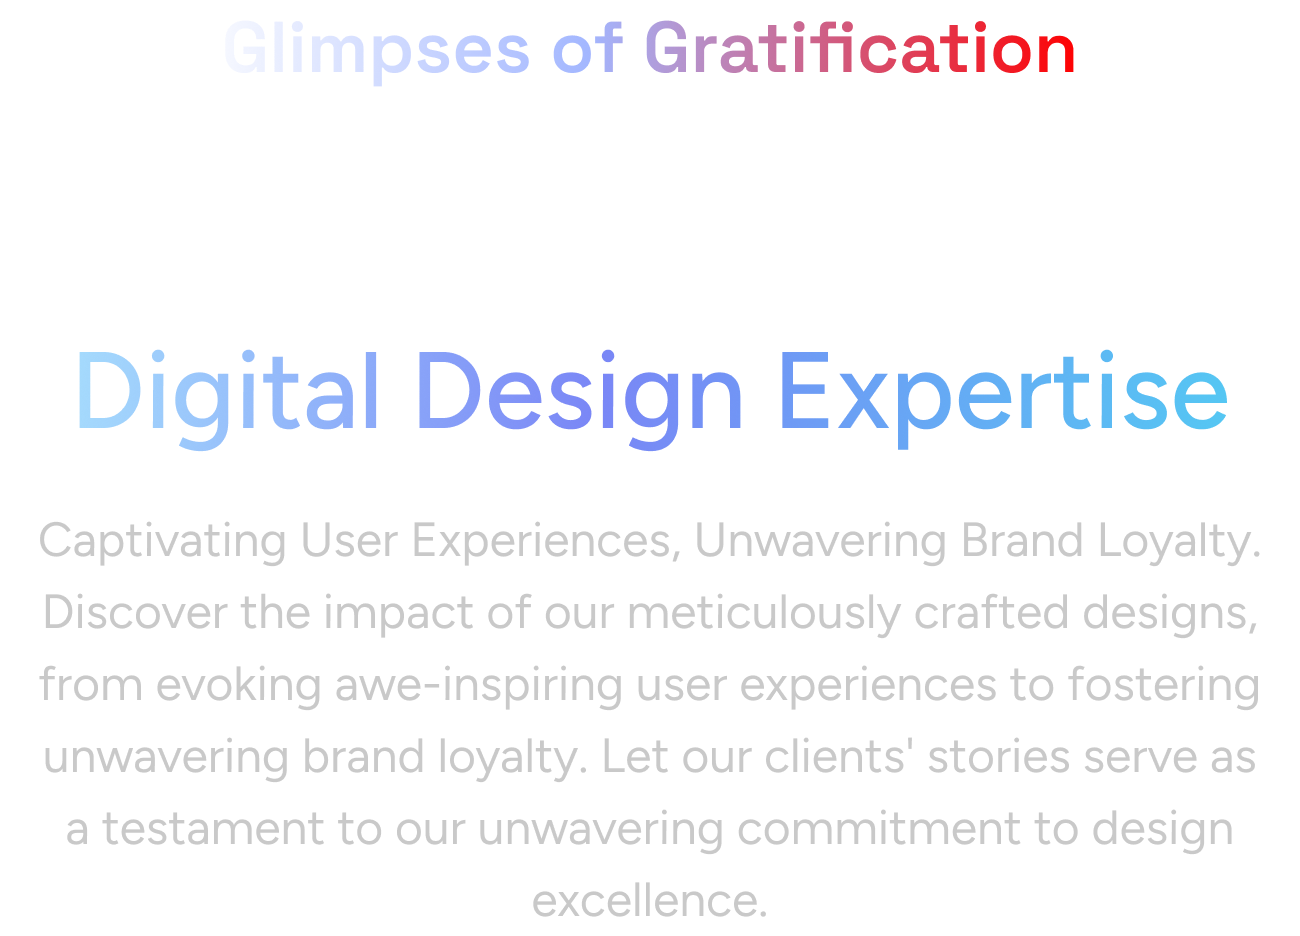 Glimpses of Gratification
Digital Design Expertise
Captivating User Experiences, Unwavering Brand Loyalty.
Discover the impact of our meticulously crafted designs,
from evoking awe-inspiring user experiences to fostering
unwavering brand loyalty. Let our clients' stories serve as
a testament to our unwavering commitment to design
excellence.